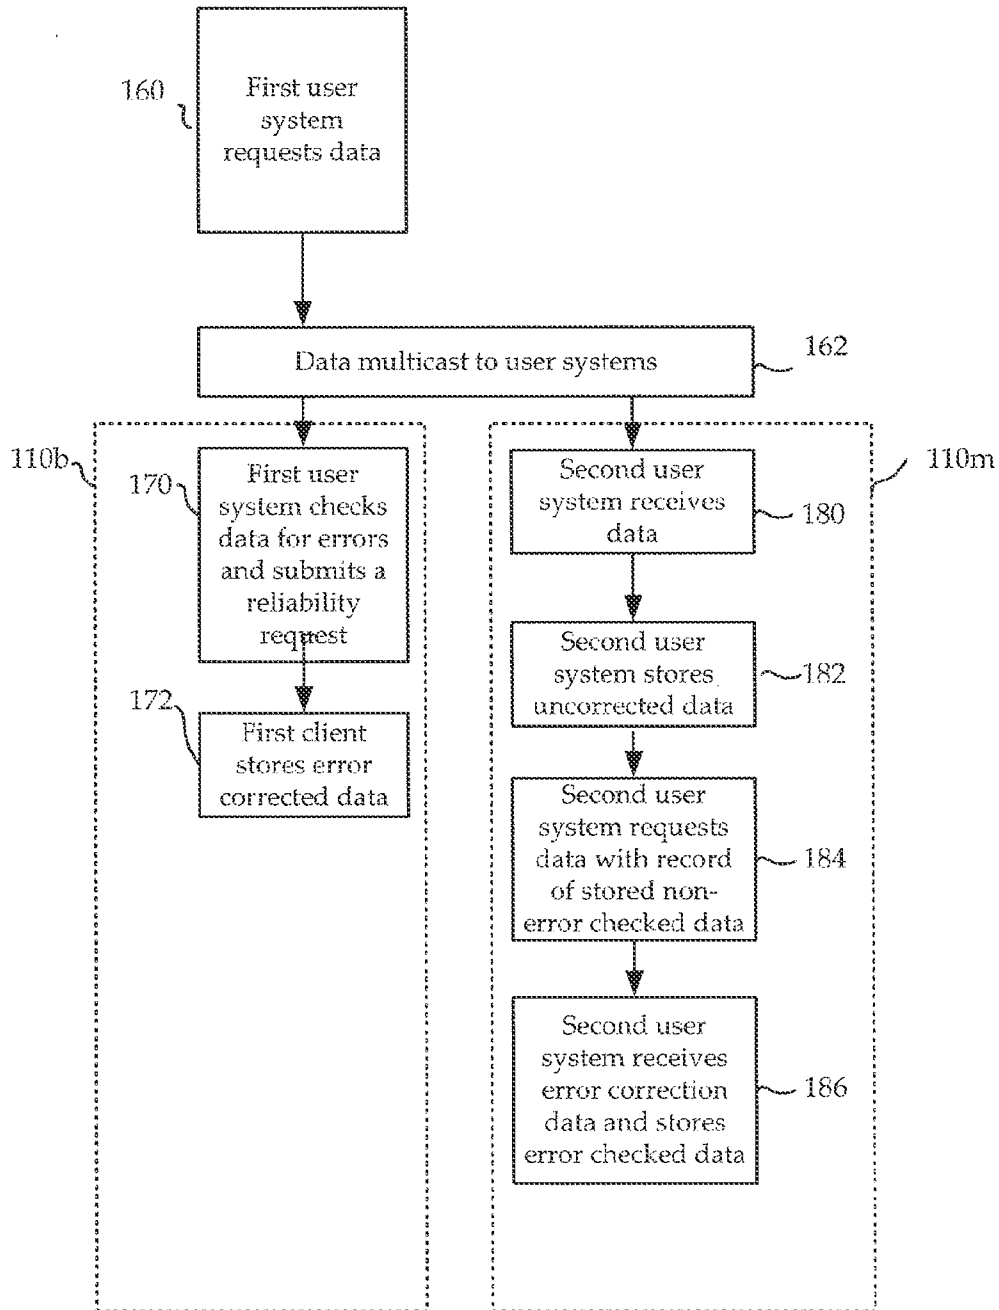 160
First user
system
requests data
Data multicast to user systems
162
110b
170
First user
system checks
data for errors
and submits a
reliability
request
172
First client
stores error
corrected data
110m
Second user
system receives
data
180
Second user
system stores
uncorrected data
182
Second user
system requests
data with record
of stored non-
error checked data
184
Second user
system receives
error correction
data and stores
error checked data
186